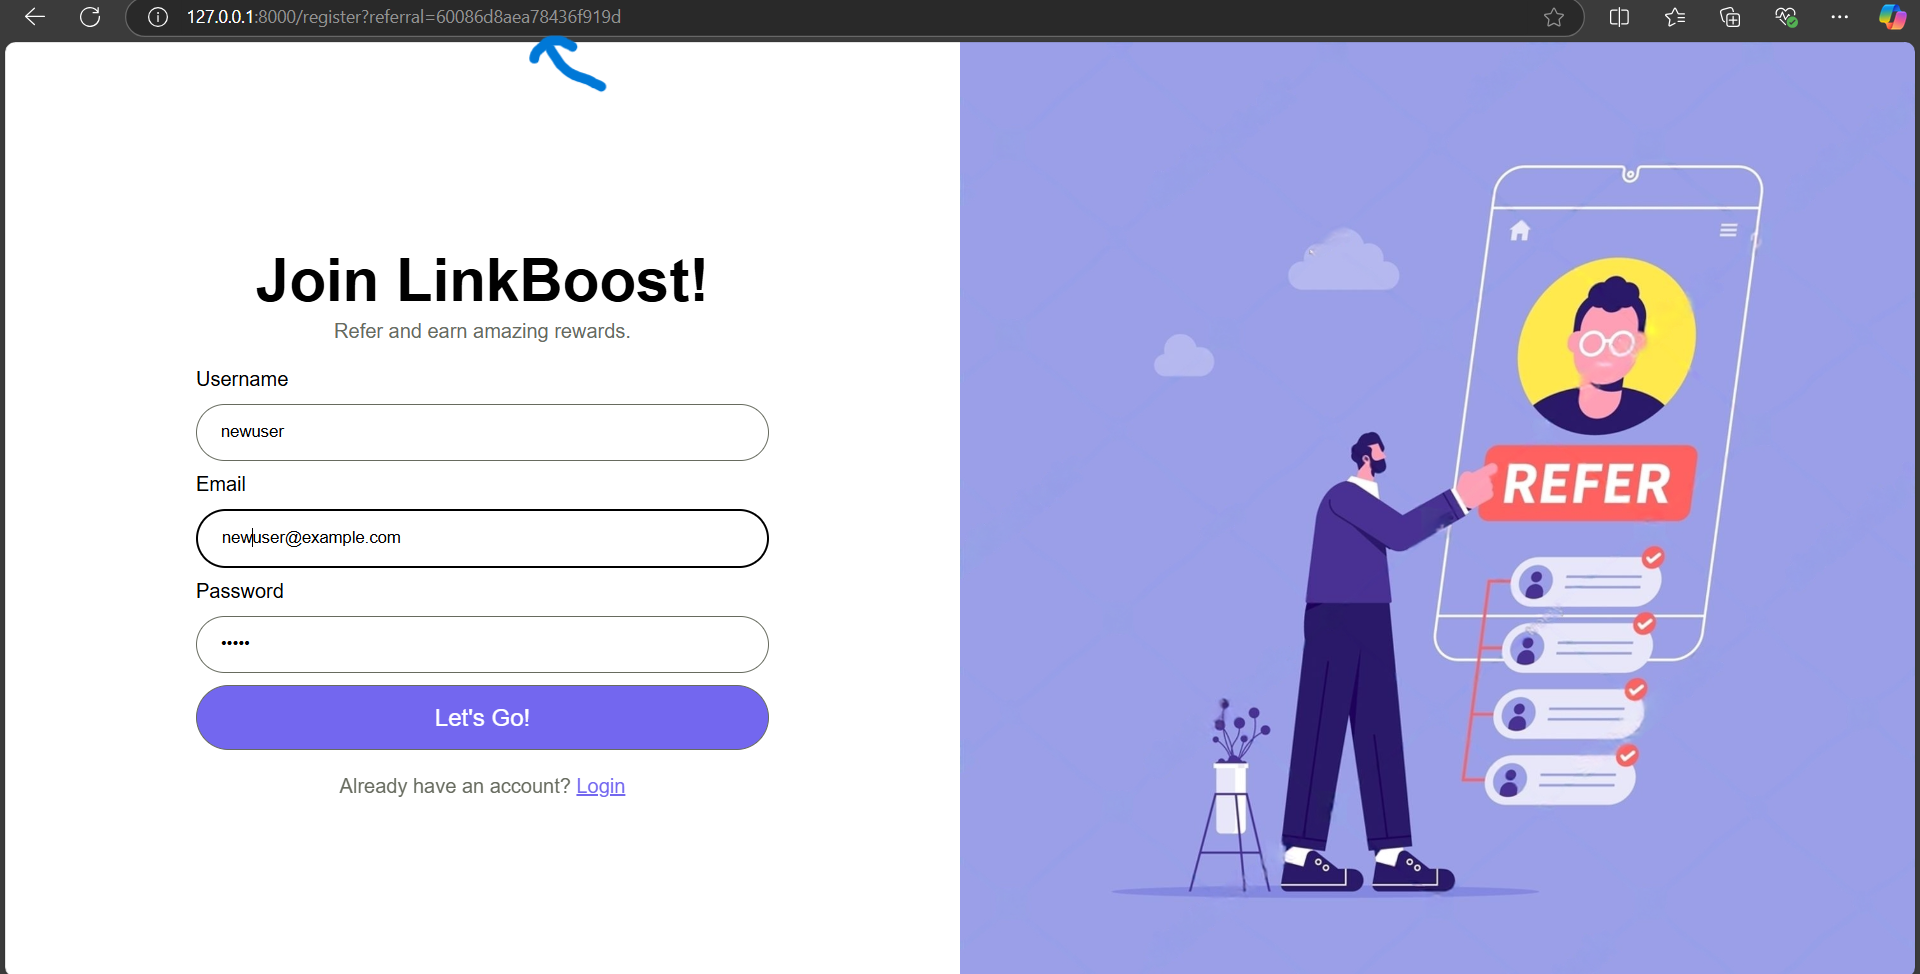 127.0.0.1:8000/register?referral=60086d8aea78436f919d
Join LinkBoost!
Refer and earn amazing rewards.
Username
newuser
Email
newuser@example.com
Password
•••••
Let's Go!
Already have an account? Login
REFER